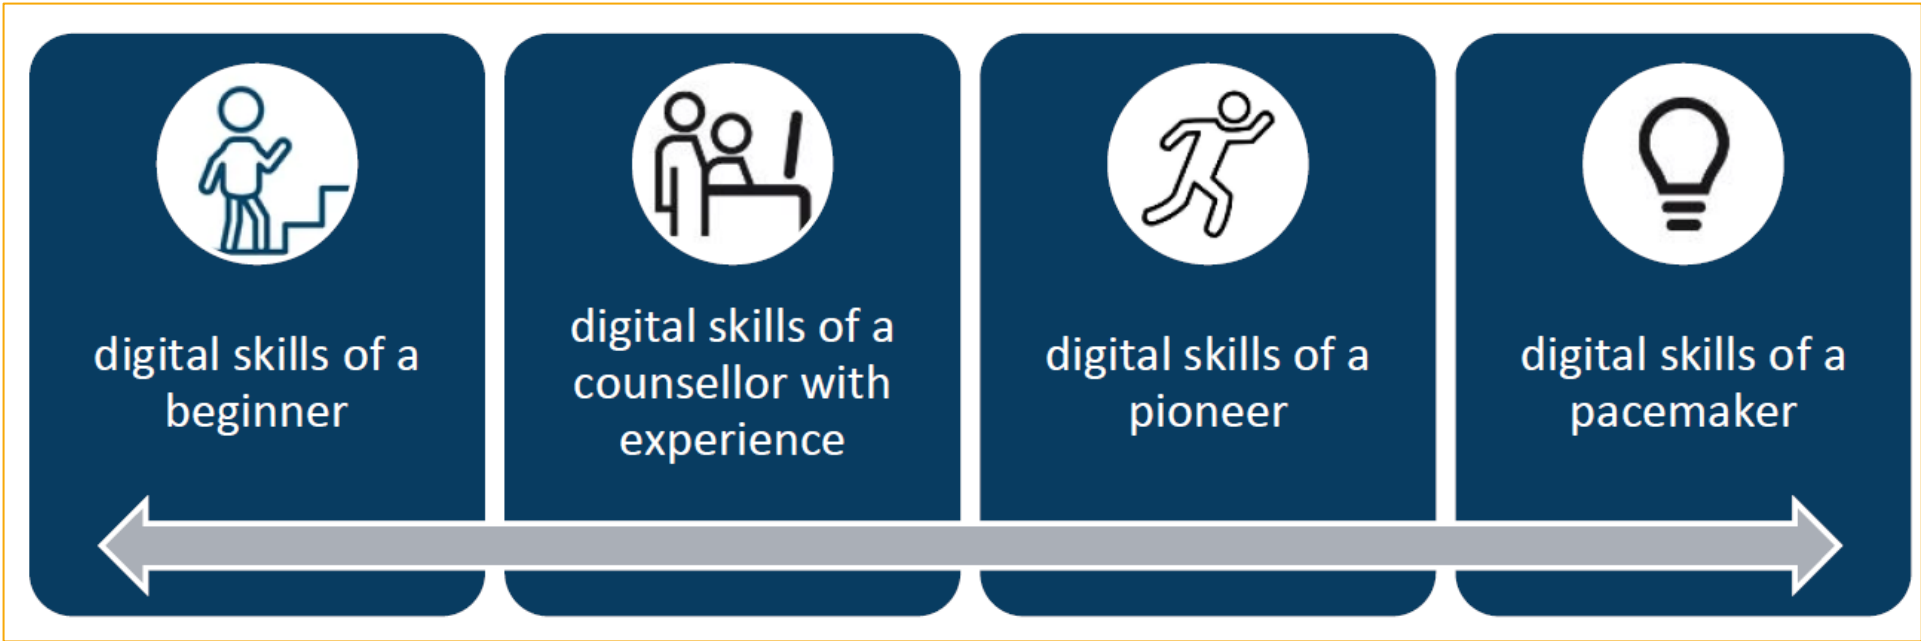 digital skills of a
beginner
digital skills of a
counsellor with
experience
digital skills of a
pioneer
digital skills of a
pacemaker